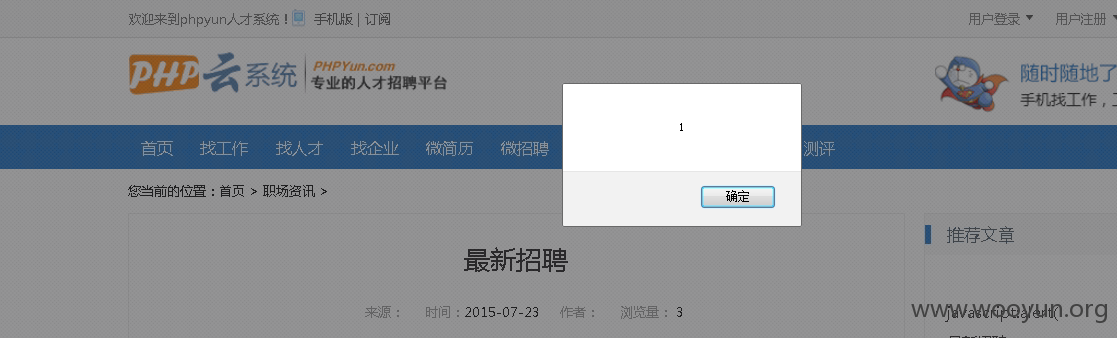 欢迎来到phpyun人才系统！ 手机版 | 订阅 用户登录 用户注册
PHP云系统 PHPYun.com
专业的人才招聘平台
随时随地了
手机找工作，
1
首页 找工作 找人才 找企业 微简历 微招聘 测评
确定
您当前的位置：首页 > 职场资讯 >
推荐文章
最新招聘
来源： 时间：2015-07-23 作者： 浏览量：3
www.wooyun.org
javascript:alert(